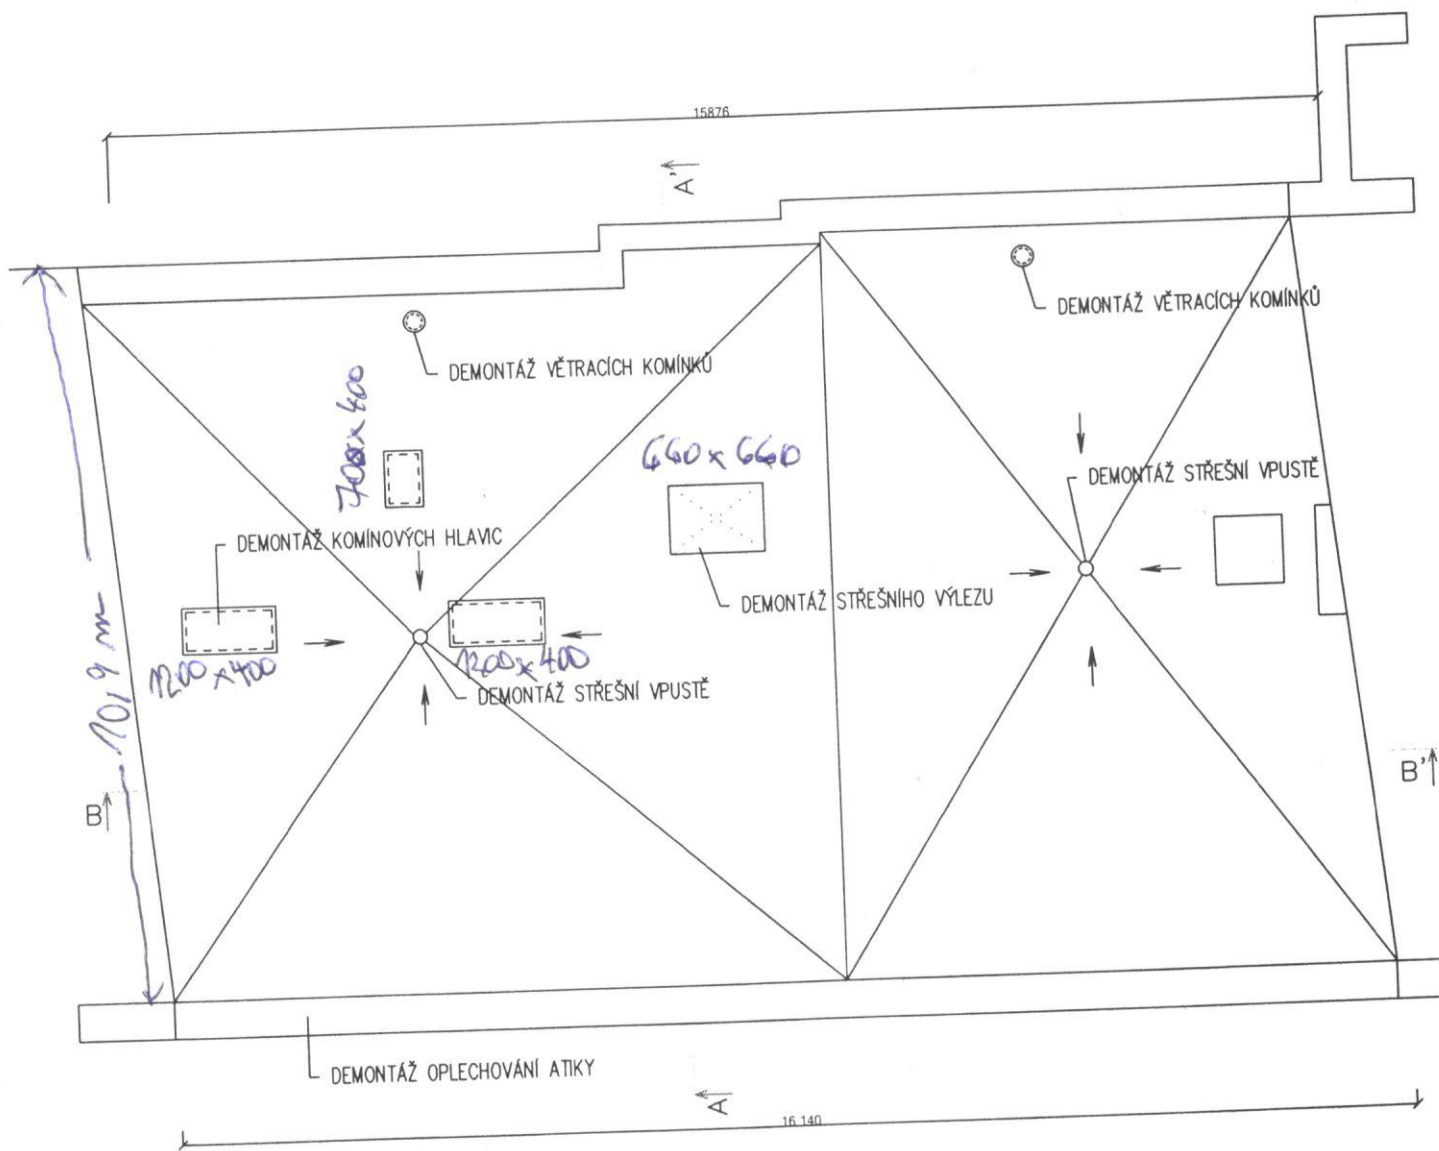 15876
A'
DEMONTÁŽ VĚTRACÍCH KOMÍNKŮ
DEMONTÁŽ VĚTRACÍCH KOMÍNKŮ
700x400
660 x 660
DEMONTÁŽ STŘEŠNÍ VPUSTĚ
DEMONTÁŽ KOMÍNOVÝCH HLAVIC
DEMONTÁŽ STŘEŠNÍHO VÝLEZU
1200 x 400
1200 x 400
DEMONTÁŽ STŘEŠNÍ VPUSTĚ
10,9 m
B
B'
DEMONTÁŽ OPLECHOVÁNÍ ATIKY
A
16 140